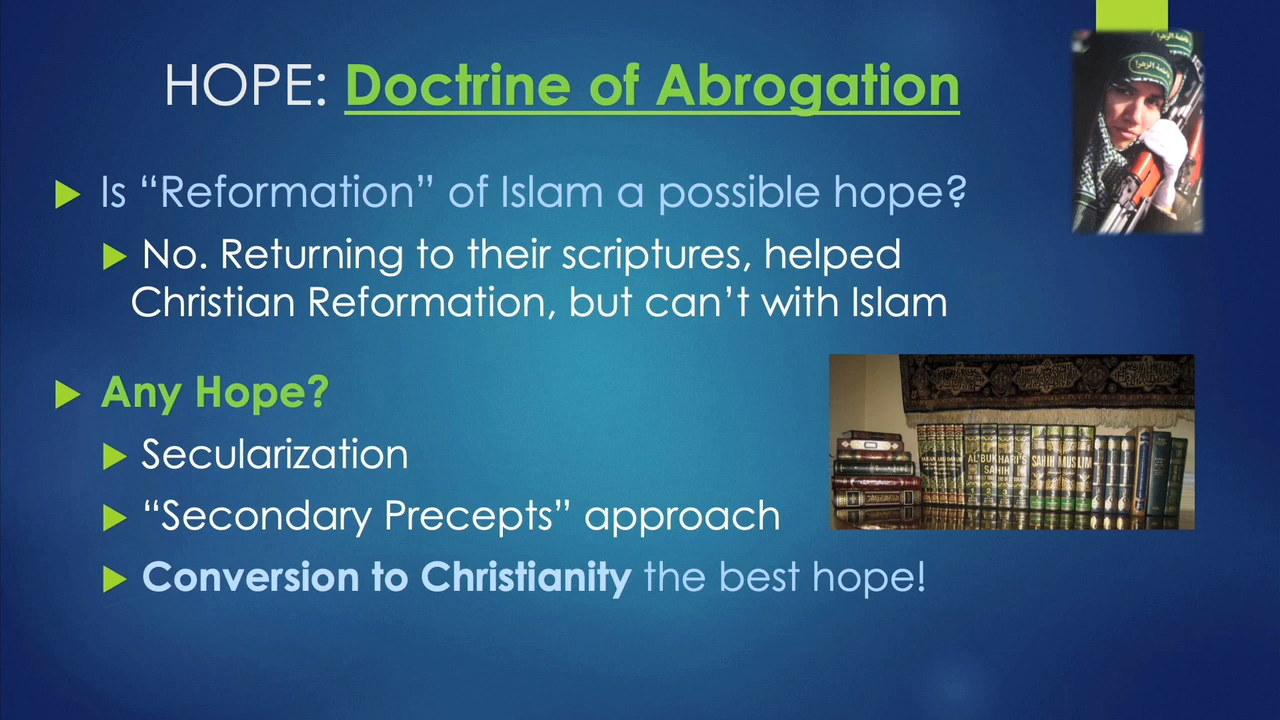 HOPE: Doctrine of Abrogation
Is “Reformation” of Islam a possible hope?
No. Returning to their scriptures, helped
Christian Reformation, but can’t with Islam
Any Hope?
Secularization
“Secondary Precepts” approach
Conversion to Christianity the best hope!
AL-BUKHARI'S
SAHIH
SAHIH MUSLIM